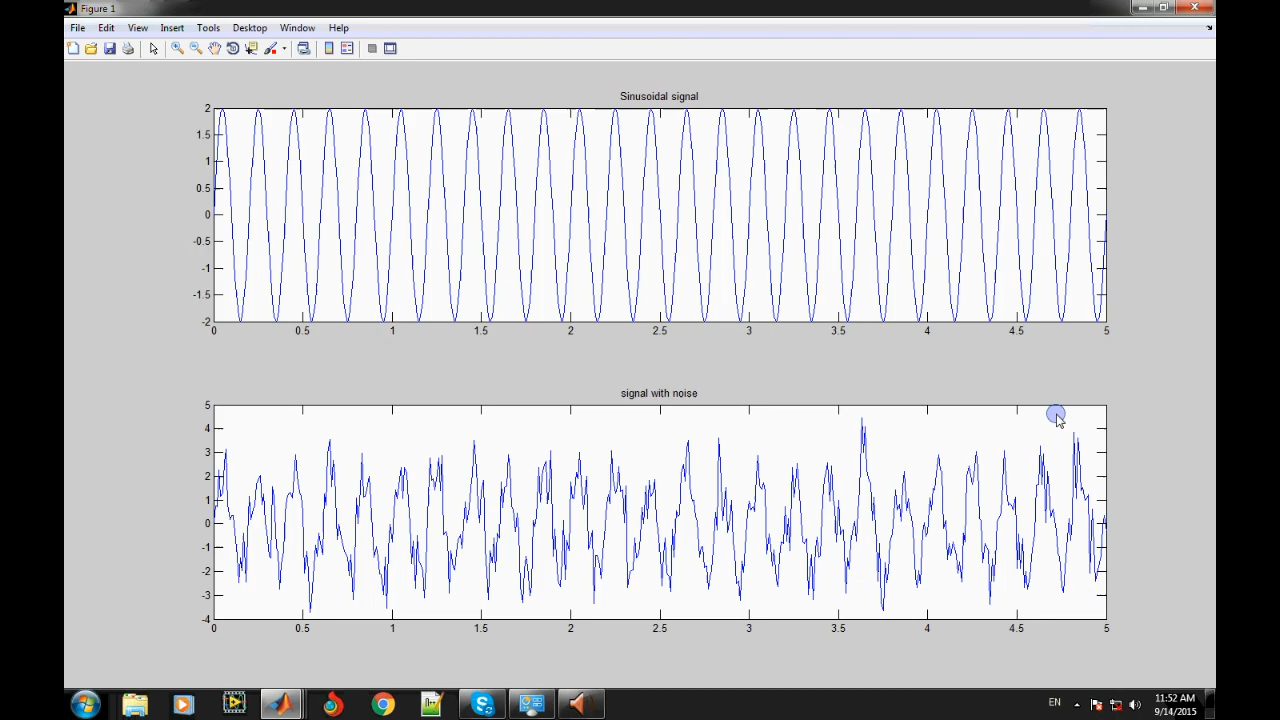 Figure 1
File Edit View Insert Tools Desktop Window Help
Sinusoidal signal
2
1.5
1
0.5
0
-0.5
-1
-1.5
-2
0 0.5 1 1.5 2 2.5 3 3.5 4 4.5 5
signal with noise
5
4
3
2
1
0
-1
-2
-3
-4
0 0.5 1 1.5 2 2.5 3 3.5 4 4.5 5
EN
11:52 AM
9/14/2015